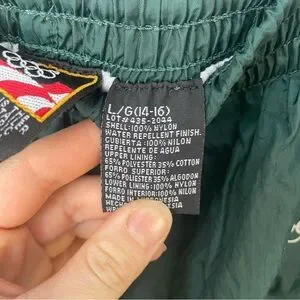 L/G(14-16)
LOT# 435-2044
SHELL:100% NYLON
WATER REPELLENT FINISH.
CUBIERTA:100% NILON
REPELENTE DE AGUA
UPPER LINING:
65% POLYESTER 35% COTTON
FORRO SUPERIOR:
65% POLYESTER 35% ALGODON
LOWER LINING:100% NYLON
FORRO INTERIOR:100% NILON
MADE IN INDONESIA